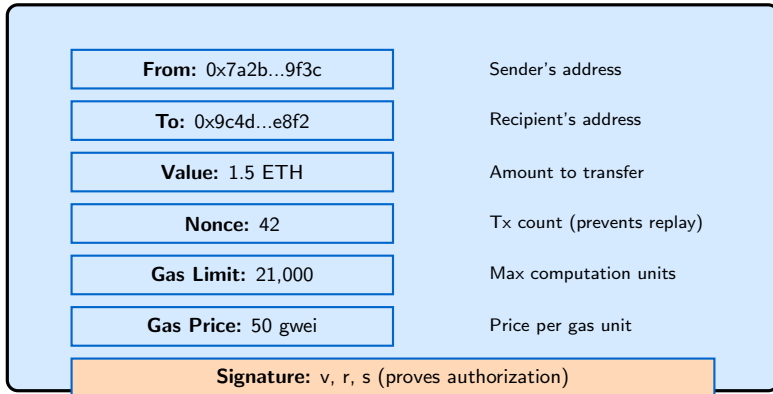 From: 0x7a2b...9f3c Sender's address
To: 0x9c4d...e8f2 Recipient's address
Value: 1.5 ETH Amount to transfer
Nonce: 42 Tx count (prevents replay)
Gas Limit: 21,000 Max computation units
Gas Price: 50 gwei Price per gas unit
Signature: v, r, s (proves authorization)